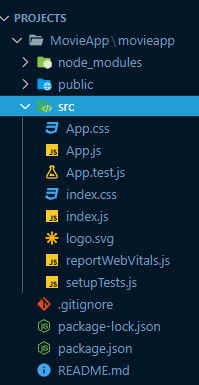 PROJECTS
MovieApp\movieapp
node_modules
public
src
App.css
App.js
App.test.js
index.css
index.js
logo.svg
reportWebVitals.js
setupTests.js
.gitignore
package-lock.json
package.json
README.md